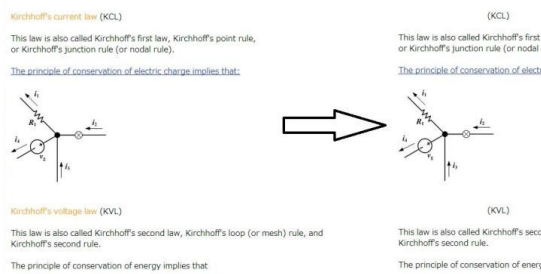 Kirchhoff's current law (KCL)
This law is also called Kirchhoff's first law, Kirchhoff's point rule,
or Kirchhoff's junction rule (or nodal rule).
The principle of conservation of electric charge implies that:
i₁
R₁
i₂
i₄
v₅
i₃
Kirchhoff's voltage law (KVL)
This law is also called Kirchhoff's second law, Kirchhoff's loop (or mesh) rule, and
Kirchhoff's second rule.
The principle of conservation of energy implies that
(KCL)
This law is also called Kirchhoff's first
or Kirchhoff's junction rule (or nodal
The principle of conservation of elect
i₁
R₁
i₂
i₄
v₅
i₃
(KVL)
This law is also called Kirchhoff's seco
Kirchhoff's second rule.
The principle of conservation of energ